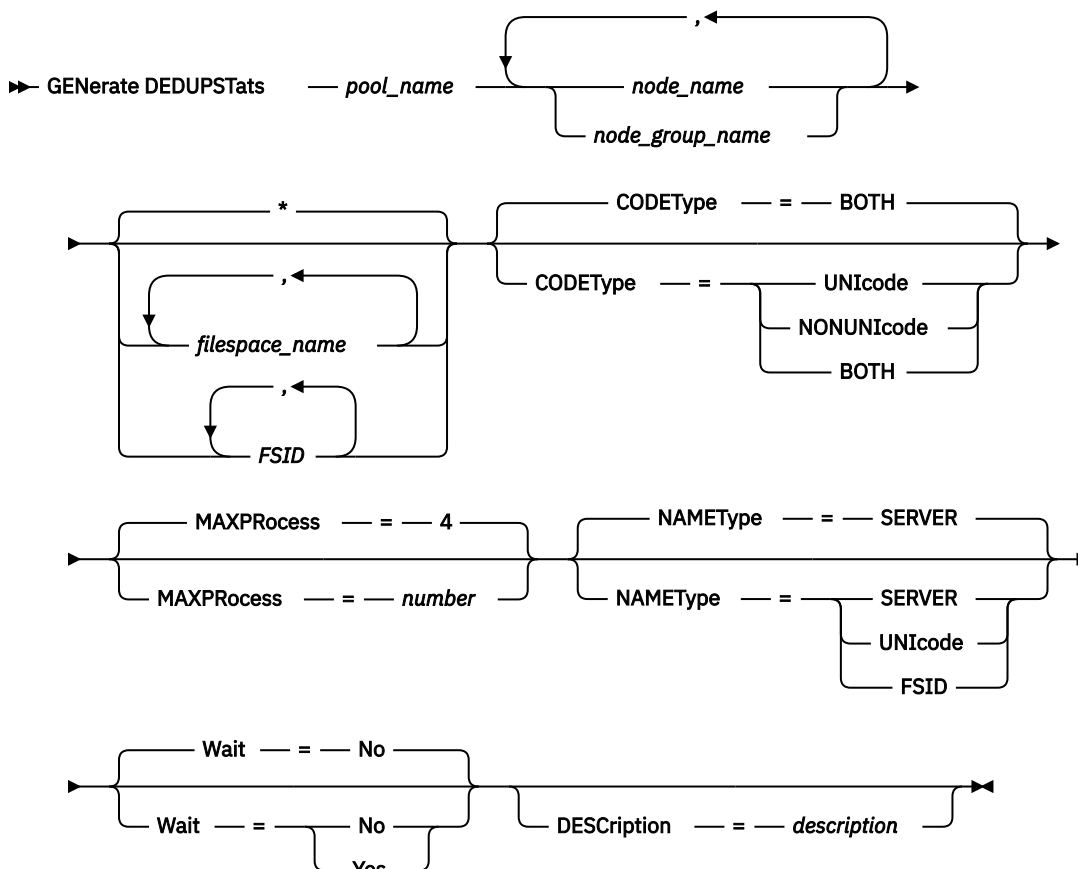 ,
GENerate DEDUPSTats pool_name node_name
node_group_name
*
,
filespace_name
,
FSID
CODEType = BOTH
CODEType = UNIcode
NONUNIcode
BOTH
MAXPRocess = 4
MAXPRocess = number
NAMEType = SERVER
NAMEType = SERVER
UNIcode
FSID
Wait = No
Wait = No
Yes
DESCription = description